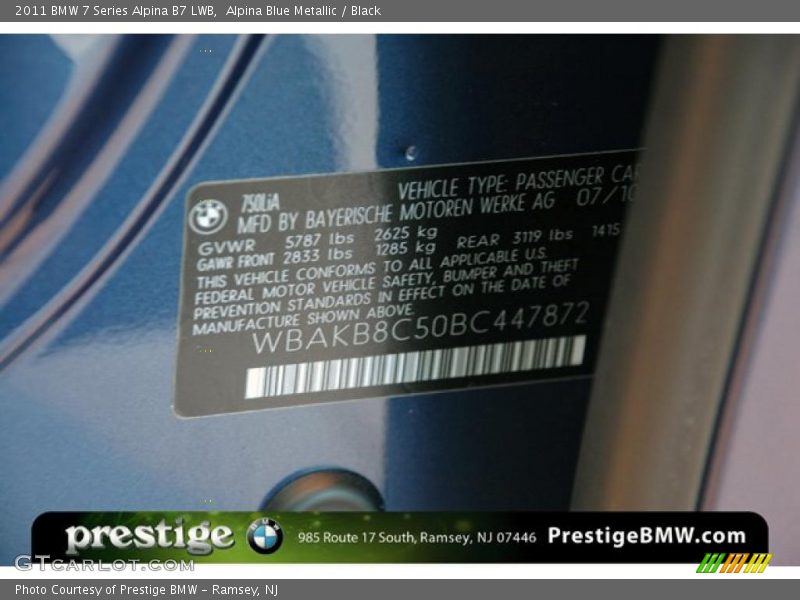 2011 BMW 7 Series Alpina B7 LWB,  Alpina Blue Metallic / Black
750LiA
VEHICLE TYPE: PASSENGER CAR
MFD BY BAYERISCHE MOTOREN WERKE AG 07/10
GVWR 5787 lbs 2625 kg
GAWR FRONT 2833 lbs 1285 kg REAR 3119 lbs 1415
THIS VEHICLE CONFORMS TO ALL APPLICABLE U.S.
FEDERAL MOTOR VEHICLE SAFETY, BUMPER AND THEFT
PREVENTION STANDARDS IN EFFECT ON THE DATE OF
MANUFACTURE SHOWN ABOVE.
WBAKB8C50BC447872
prestige 985 Route 17 South, Ramsey, NJ 07446 PrestigeBMW.com
GTCARLOT.COM
Photo Courtesy of Prestige BMW – Ramsey, NJ